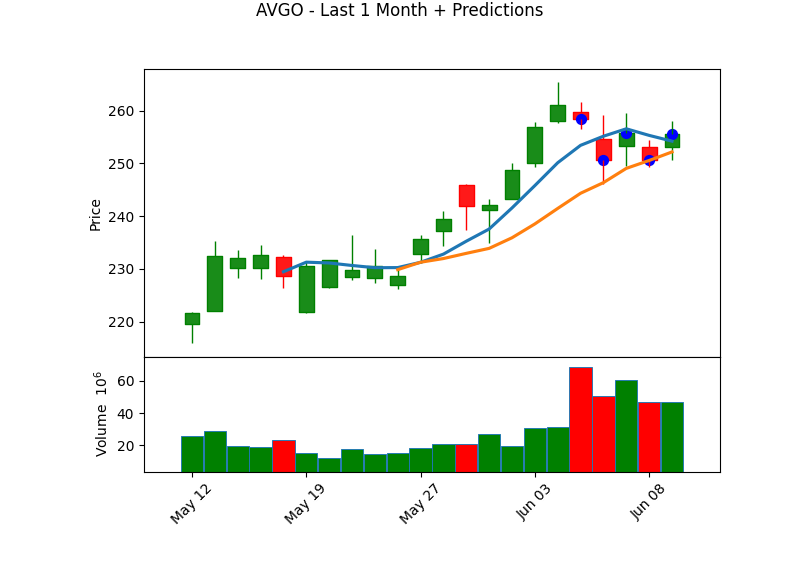 AVGO - Last 1 Month + Predictions
Price
260
250
240
230
220
Volume 10^6
60
40
20
May 12
May 19
May 27
Jun 03
Jun 08